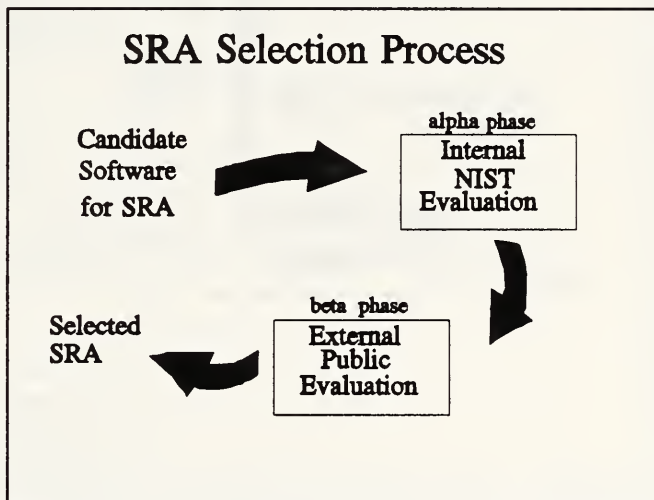 SRA Selection Process
Candidate
Software
for SRA
alpha phase
Internal
NIST
Evaluation
beta phase
External
Public
Evaluation
Selected
SRA